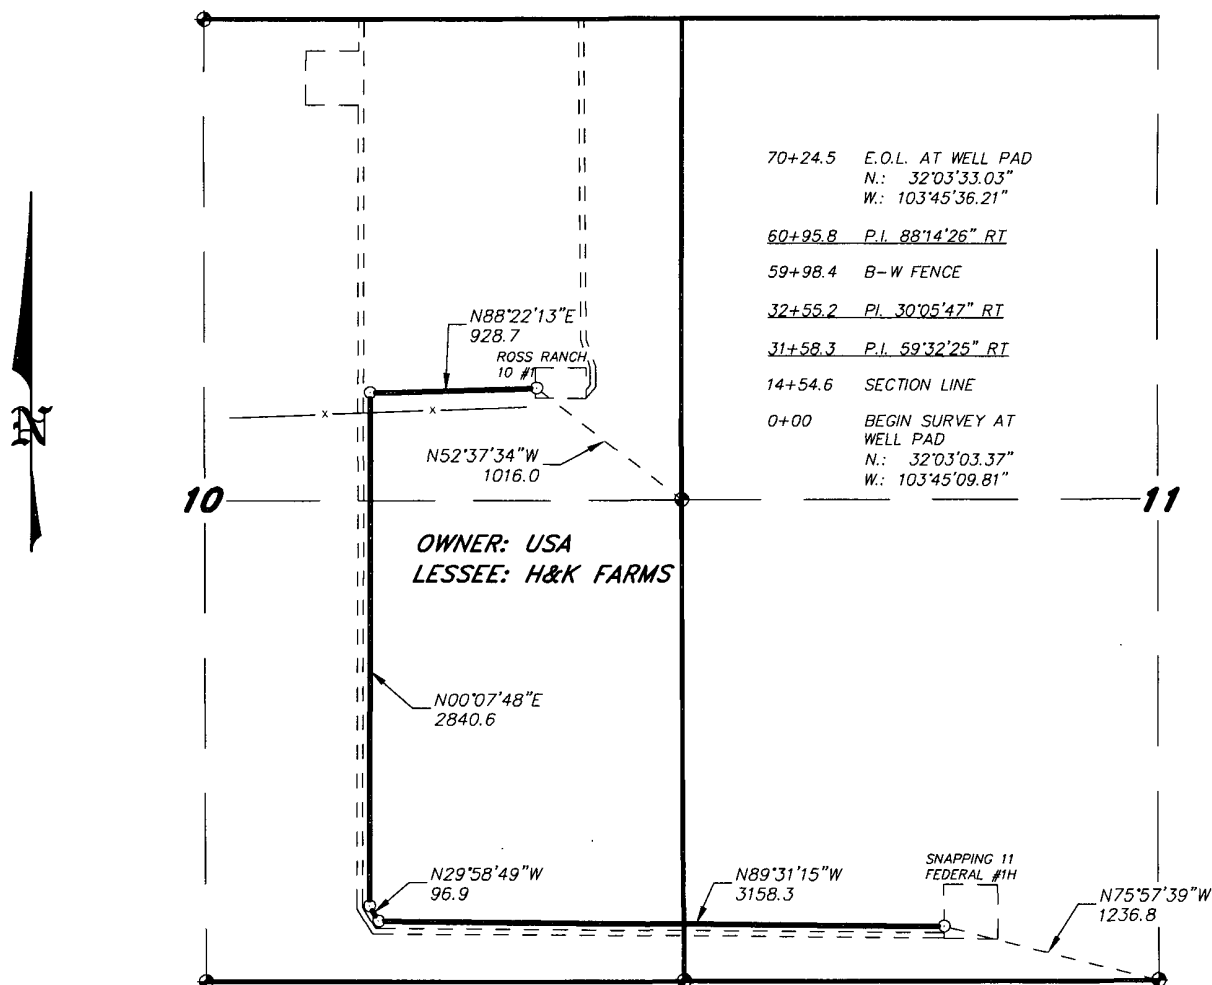 70+24.5 E.O.L. AT WELL PAD
N.: 32°03'33.03"
W.: 103°45'36.21"
60+95.8 P.I. 88°14'26" RT
59+98.4 B-W FENCE
32+55.2 PI. 30°05'47" RT
31+58.3 P.I. 59°32'25" RT
14+54.6 SECTION LINE
0+00 BEGIN SURVEY AT
WELL PAD
N.: 32°03'03.37"
W.: 103°45'09.81"
N88°22'13"E
928.7
ROSS RANCH
10 #1
x x
N
N52°37'34"W
1016.0
10
11
OWNER: USA
LESSEE: H&K FARMS
N00°07'48"E
2840.6
N29°58'49"W
96.9
N89°31'15"W
3158.3
SNAPPING 11
FEDERAL #1H
N75°57'39"W
1236.8